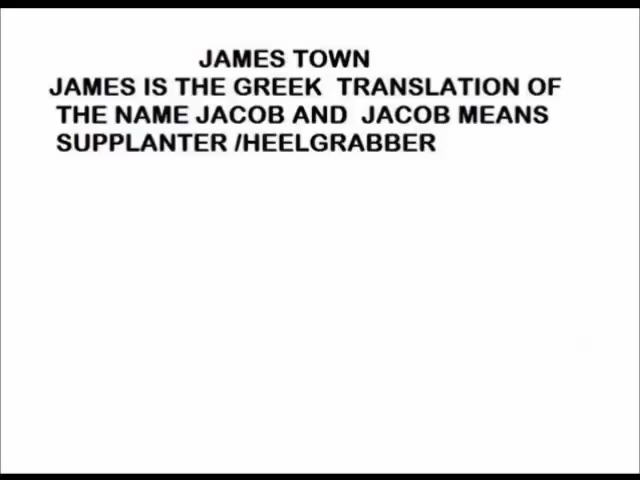 JAMES TOWN
JAMES IS THE GREEK TRANSLATION OF
THE NAME JACOB AND JACOB MEANS
SUPPLANTER /HEELGRABBER